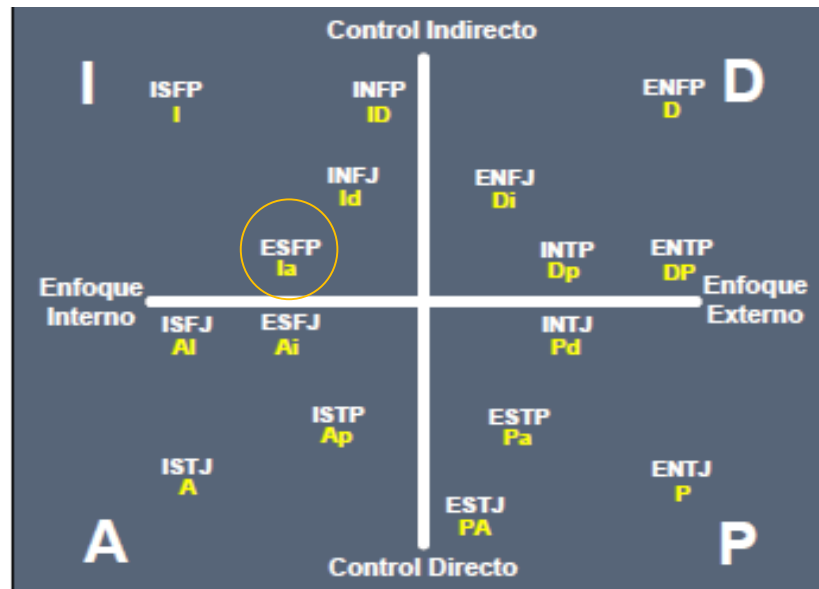 Control Indirecto
I
ISFP
I
INFP
ID
ENFP
D
D
INFJ
Id
ENFJ
Di
ESFP
Ia
INTP
Dp
ENTP
DP
Enfoque
Interno
Enfoque
Externo
ISFJ
AI
ESFJ
Ai
INTJ
Pd
ISTP
Ap
ESTP
Pa
ISTJ
A
ENTJ
P
ESTJ
PA
A
P
Control Directo